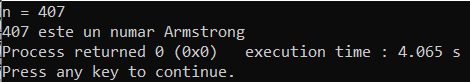 n = 407
407 este un numar Armstrong
Process returned 0 (0x0)   execution time : 4.065 s
Press any key to continue.